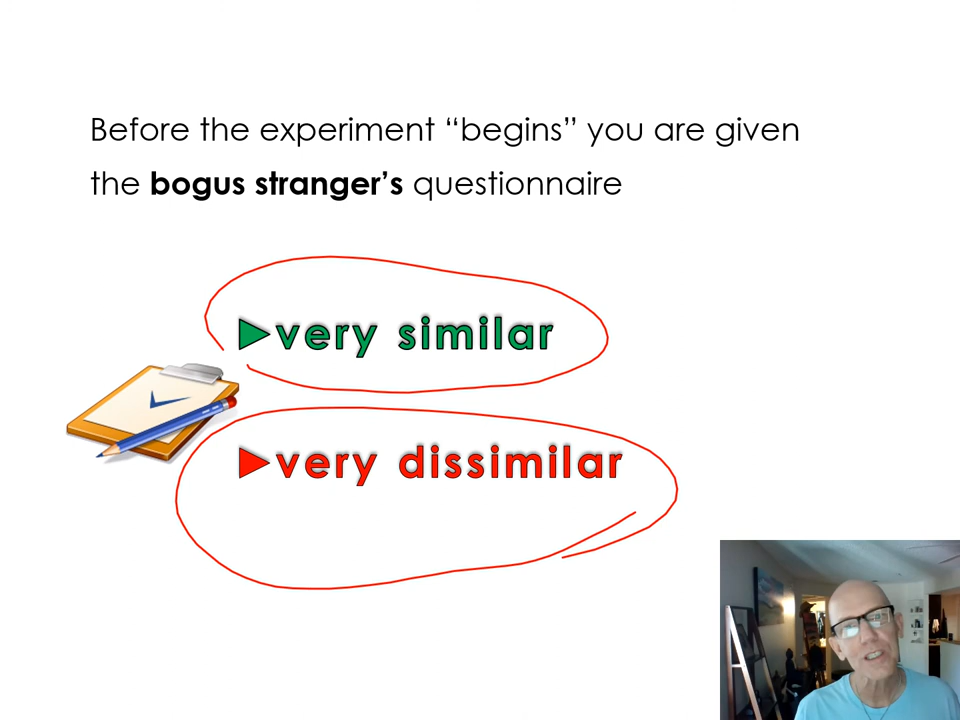 Before the experiment “begins” you are given
the bogus stranger’s questionnaire
►very similar
►very dissimilar